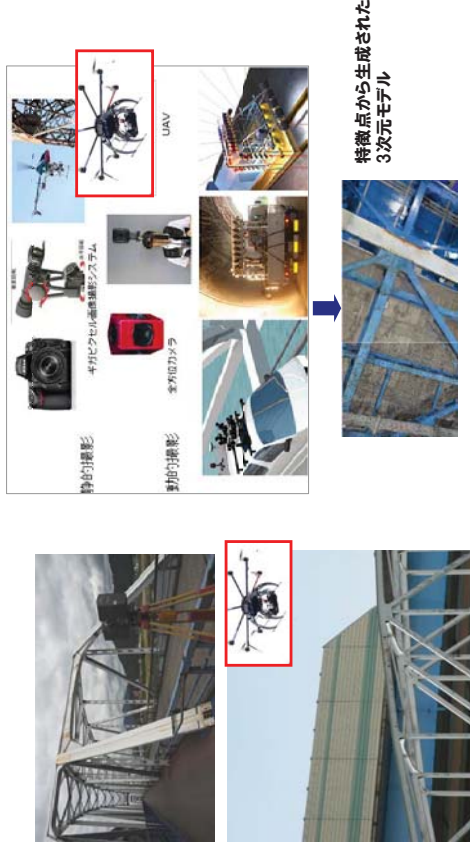 静的撮影
ギガピクセル画像撮影システム
動的撮影
全方位カメラ
UAV
特徴点から生成された
3次元モデル